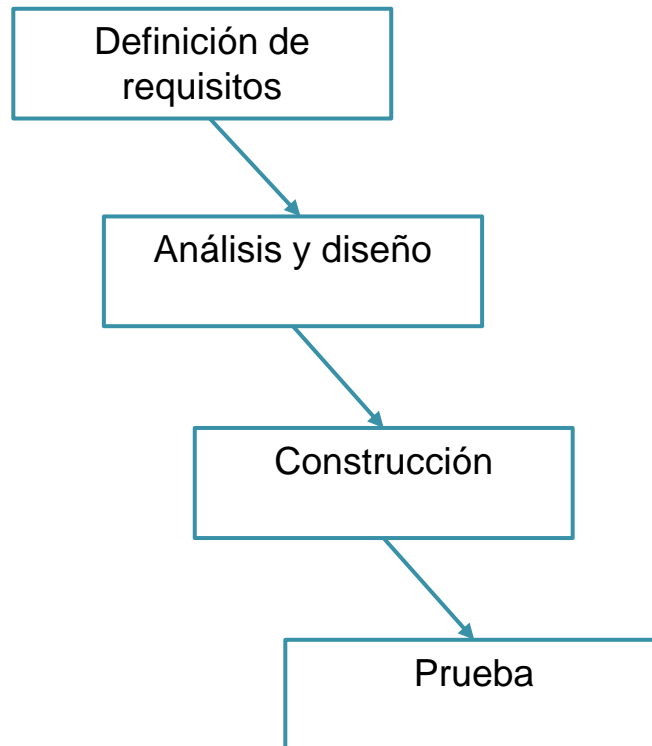 Definición de
requisitos
Análisis y diseño
Construcción
Prueba